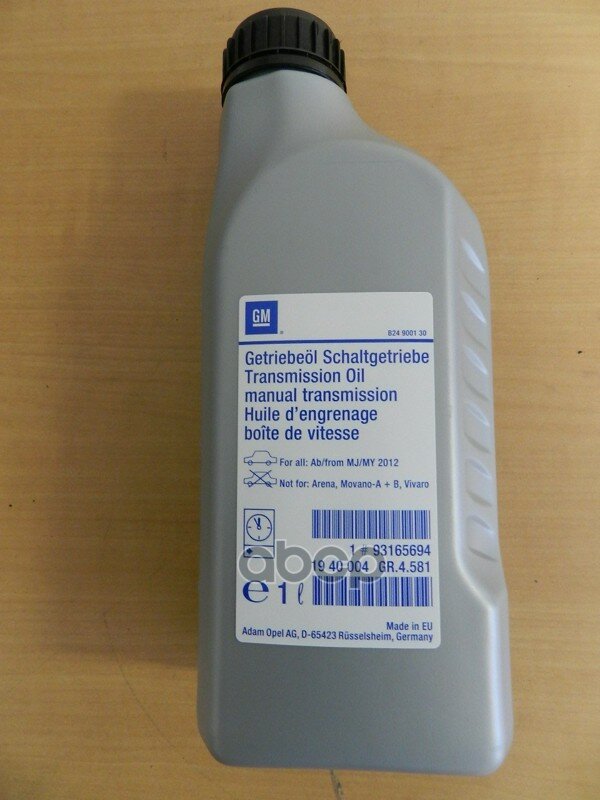 GM
824 9001 30
Getriebeöl Schaltgetriebe
Transmission Oil
manual transmission
Huile d'engrenage
boîte de vitesse
For all: Ab/from MJ/MY 2012
Not for: Arena, Movano-A + B, Vivaro
1 # 93165694
19 40 004 GR.4.581
abcp
e 1 ℓ
Made in EU
Adam Opel AG, D-65423 Rüsselsheim, Germany